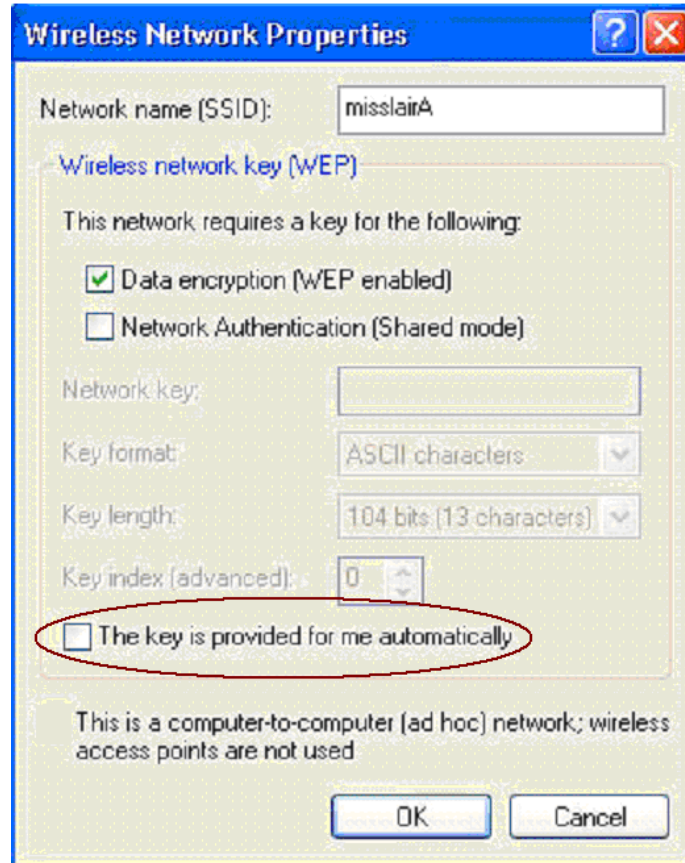 Wireless Network Properties
Network name (SSID): misslairA
Wireless network key (WEP)
This network requires a key for the following:
Data encryption (WEP enabled)
Network Authentication (Shared mode)
Network key:
Key format: ASCII characters
Key length: 104 bits (13 characters)
Key index (advanced): 0
The key is provided for me automatically
This is a computer-to-computer (ad hoc) network; wireless
access points are not used
OK Cancel